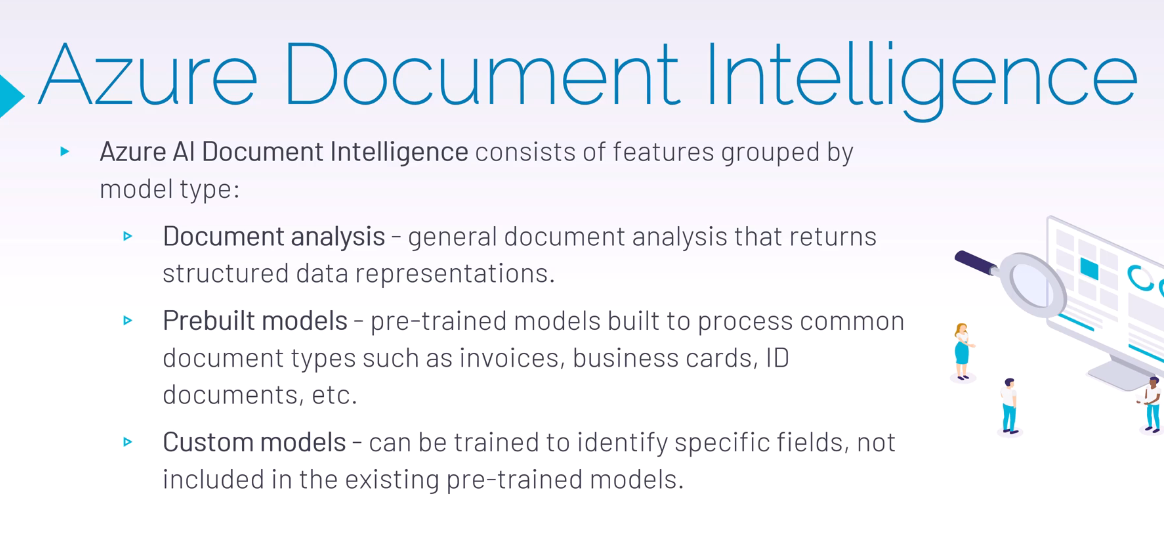 Azure Document Intelligence
Azure AI Document Intelligence consists of features grouped by
model type:
Document analysis - general document analysis that returns
structured data representations.
Prebuilt models - pre-trained models built to process common
document types such as invoices, business cards, ID
documents, etc.
Custom models - can be trained to identify specific fields, not
included in the existing pre-trained models.